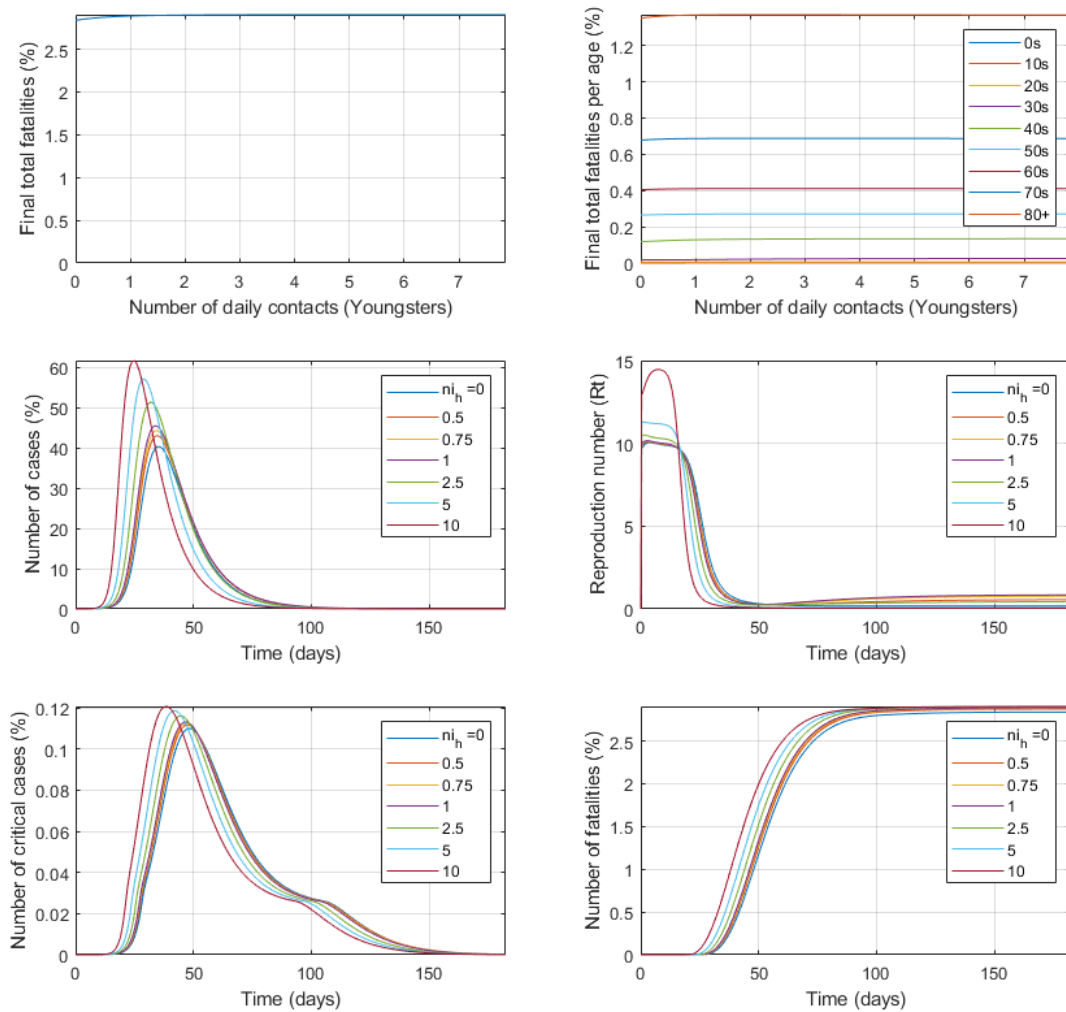 Final total fatalities (%)
2.5
2
1.5
1
0.5
0
0 1 2 3 4 5 6 7
Number of daily contacts (Youngsters)
Final total fatalities per age (%)
1.2
1
0.8
0.6
0.4
0.2
0
0 1 2 3 4 5 6 7
Number of daily contacts (Youngsters)
0s
10s
20s
30s
40s
50s
60s
70s
80+
Number of cases (%)
60
50
40
30
20
10
0
0 50 100 150
Time (days)
ni_h =0
0.5
0.75
1
2.5
5
10
Reproduction number (Rt)
15
10
5
0
0 50 100 150
Time (days)
ni_h =0
0.5
0.75
1
2.5
5
10
Number of critical cases (%)
0.12
0.1
0.08
0.06
0.04
0.02
0
0 50 100 150
Time (days)
ni_h =0
0.5
0.75
1
2.5
5
10
Number of fatalities (%)
2.5
2
1.5
1
0.5
0
0 50 100 150
Time (days)
ni_h =0
0.5
0.75
1
2.5
5
10